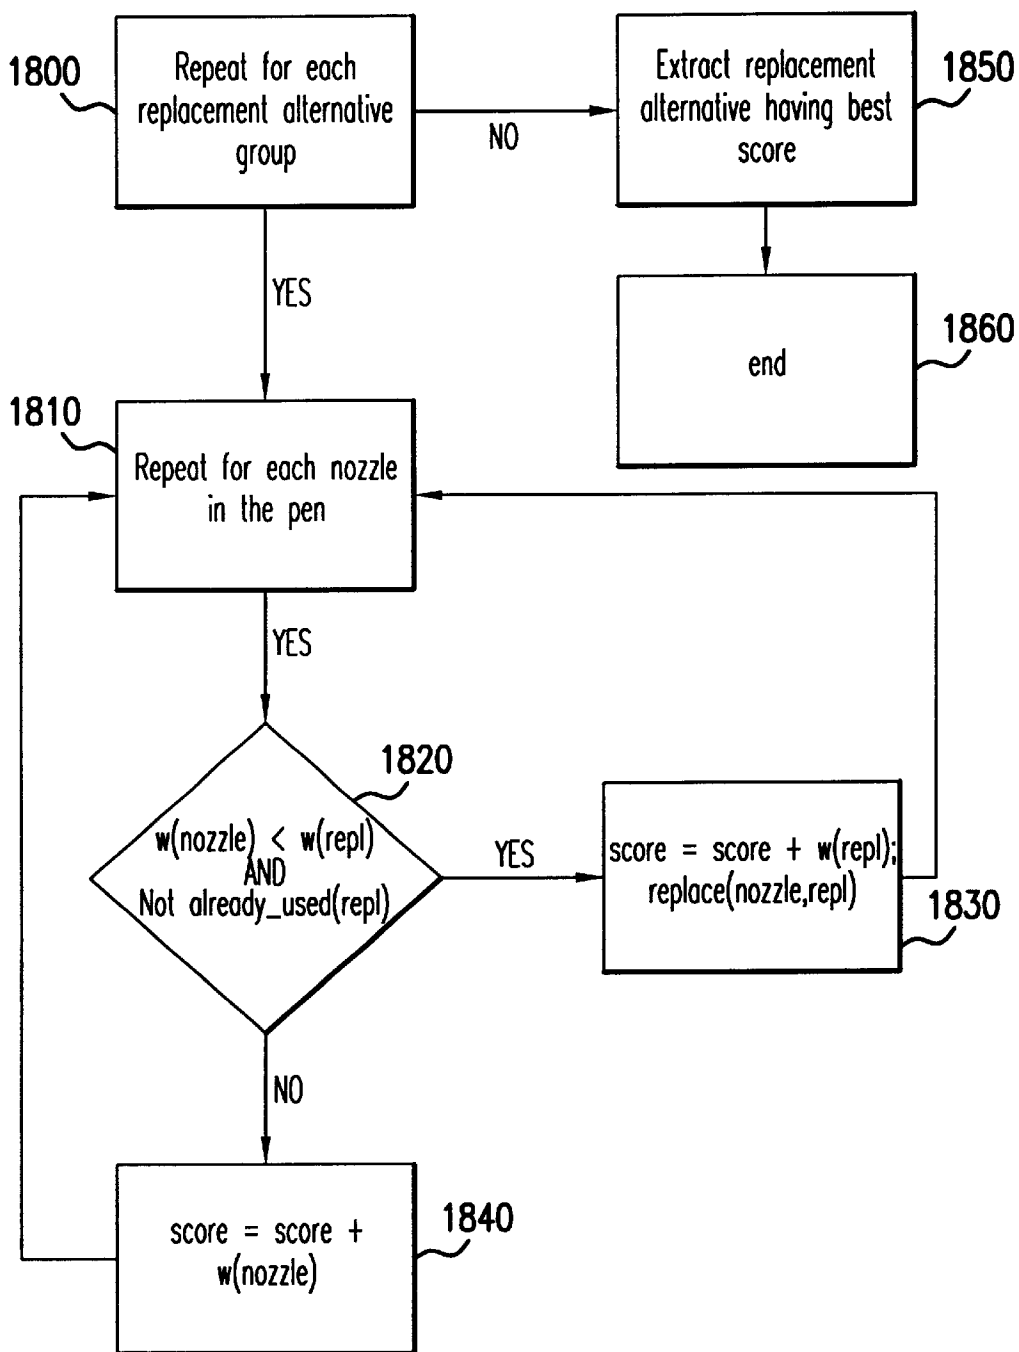 1800
Repeat for each
replacement alternative
group
NO
Extract replacement
alternative having best
score
1850
YES
end
1860
1810
Repeat for each nozzle
in the pen
YES
1820
w(nozzle) < w(repl)
AND
Not already_used(repl)
YES
score = score + w(repl);
replace(nozzle,repl)
1830
NO
score = score +
w(nozzle)
1840